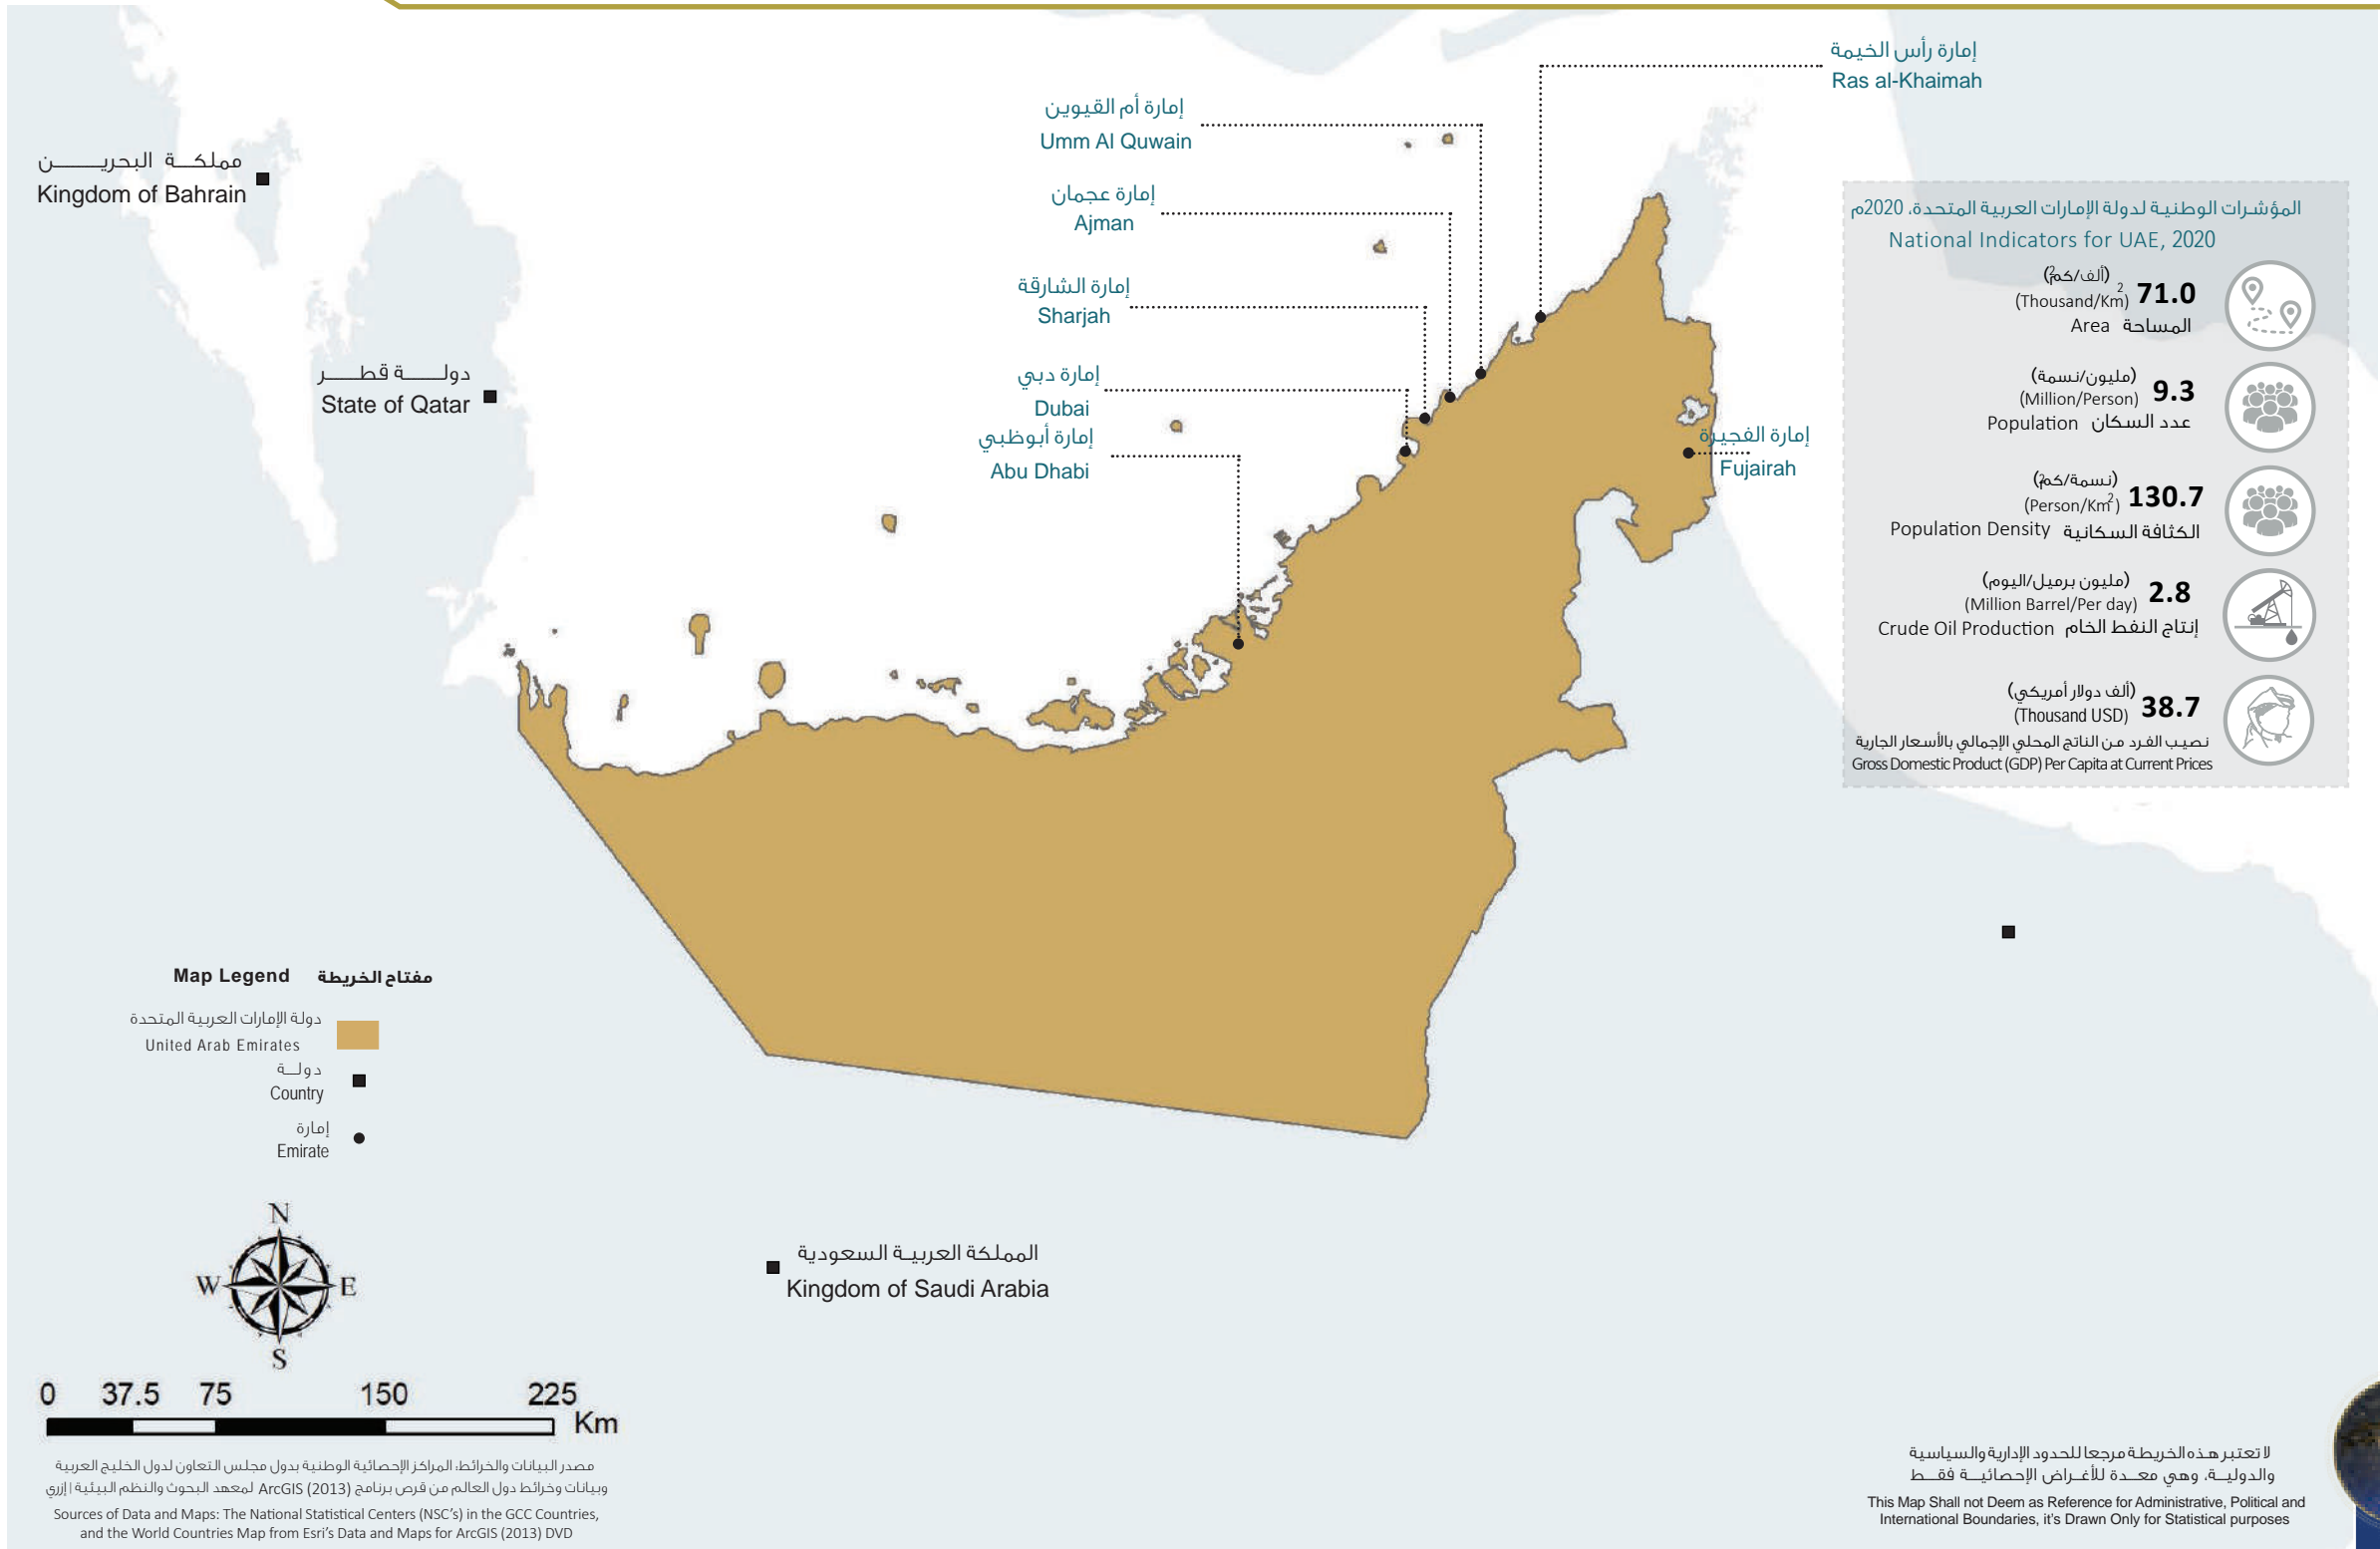 إمارة رأس الخيمة
Ras al-Khaimah
إمارة أم القيوين
Umm Al Quwain
إمارة عجمان
Ajman
إمارة الشارقة
Sharjah
إمارة دبي
Dubai
إمارة أبوظبي
Abu Dhabi
إمارة الفجيرة
Fujairah
مملكـــة البحريـــــــن
Kingdom of Bahrain
دولـــــــة قطـــــر
State of Qatar
المؤشرات الوطنية لدولة الإمارات العربية المتحدة، 2020م
National Indicators for UAE, 2020
(ألف/كم²)
(Thousand/Km²) 71.0
Area المساحة
(مليون/نسمة)
(Million/Person) 9.3
Population عدد السكان
(نسمة/كم²)
(Person/Km²) 130.7
Population Density الكثافة السكانية
(مليون برميل/اليوم)
(Million Barrel/Per day) 2.8
Crude Oil Production إنتاج النفط الخام
(ألف دولار أمريكي)
(Thousand USD) 38.7
نصيب الفرد من الناتج المحلي الإجمالي بالأسعار الجارية
Gross Domestic Product (GDP) Per Capita at Current Prices
Map Legend مفتاح الخريطة
دولة الإمارات العربية المتحدة
United Arab Emirates
دولـــة
Country
إمارة
Emirate
N
W E
S
المملكة العربيـة السعودية
Kingdom of Saudi Arabia
0 37.5 75 150 225
Km
مصدر البيانات والخرائط، المراكز الإحصائية الوطنية بدول مجلس التعاون لدول الخليج العربية
وبيانات وخرائط دول العالم من قرص برنامج ArcGIS (2013) لمعهد البحوث والنظم البيئية | إزري
Sources of Data and Maps: The National Statistical Centers (NSC's) in the GCC Countries,
and the World Countries Map from Esri's Data and Maps for ArcGIS (2013) DVD
لا تعتبر هذه الخريطة مرجعا للحدود الإدارية والسياسية
والدوليـــة، وهي معـــدة للأغــراض الإحصائيـــة فقـــط
This Map Shall not Deem as Reference for Administrative, Political and
International Boundaries, it's Drawn Only for Statistical purposes